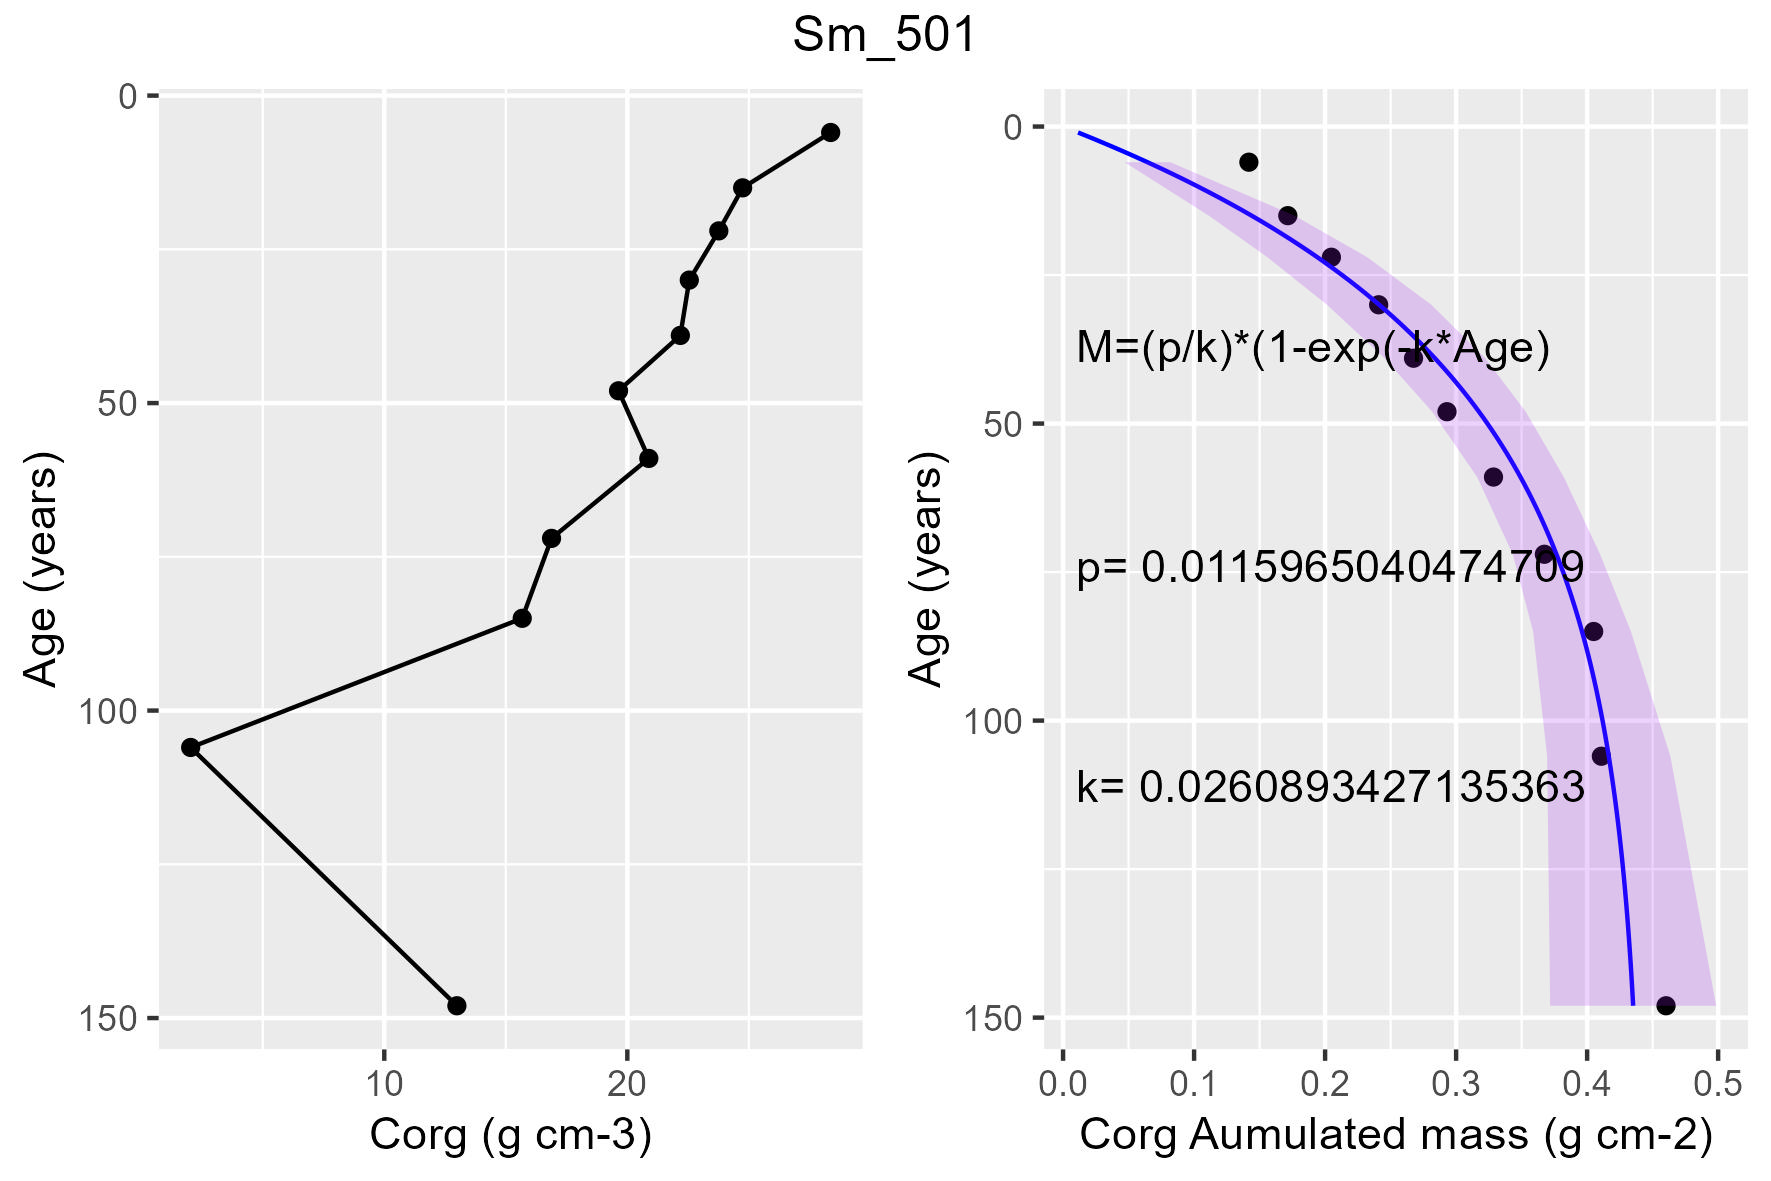 Sm_501
0
50
100
150
Age (years)
10
20
Corg (g cm-3)
0
50
100
150
Age (years)
M=(p/k)*(1-exp(-k*Age)
p= 0.0115965040474709
k= 0.0260893427135363
0.0
0.1
0.2
0.3
0.4
0.5
Corg Aumulated mass (g cm-2)